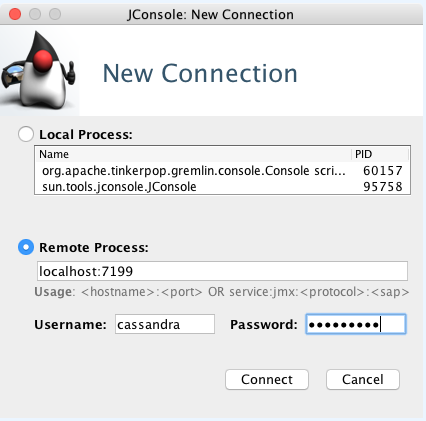 JConsole: New Connection
New Connection
Local Process:
Name PID
org.apache.tinkerpop.gremlin.console.Console scri... 60157
sun.tools.jconsole.JConsole 95758
Remote Process:
localhost:7199
Usage: <hostname>:<port> OR service:jmx:<protocol>:<sap>
Username: cassandra Password: •••••••••
Connect Cancel